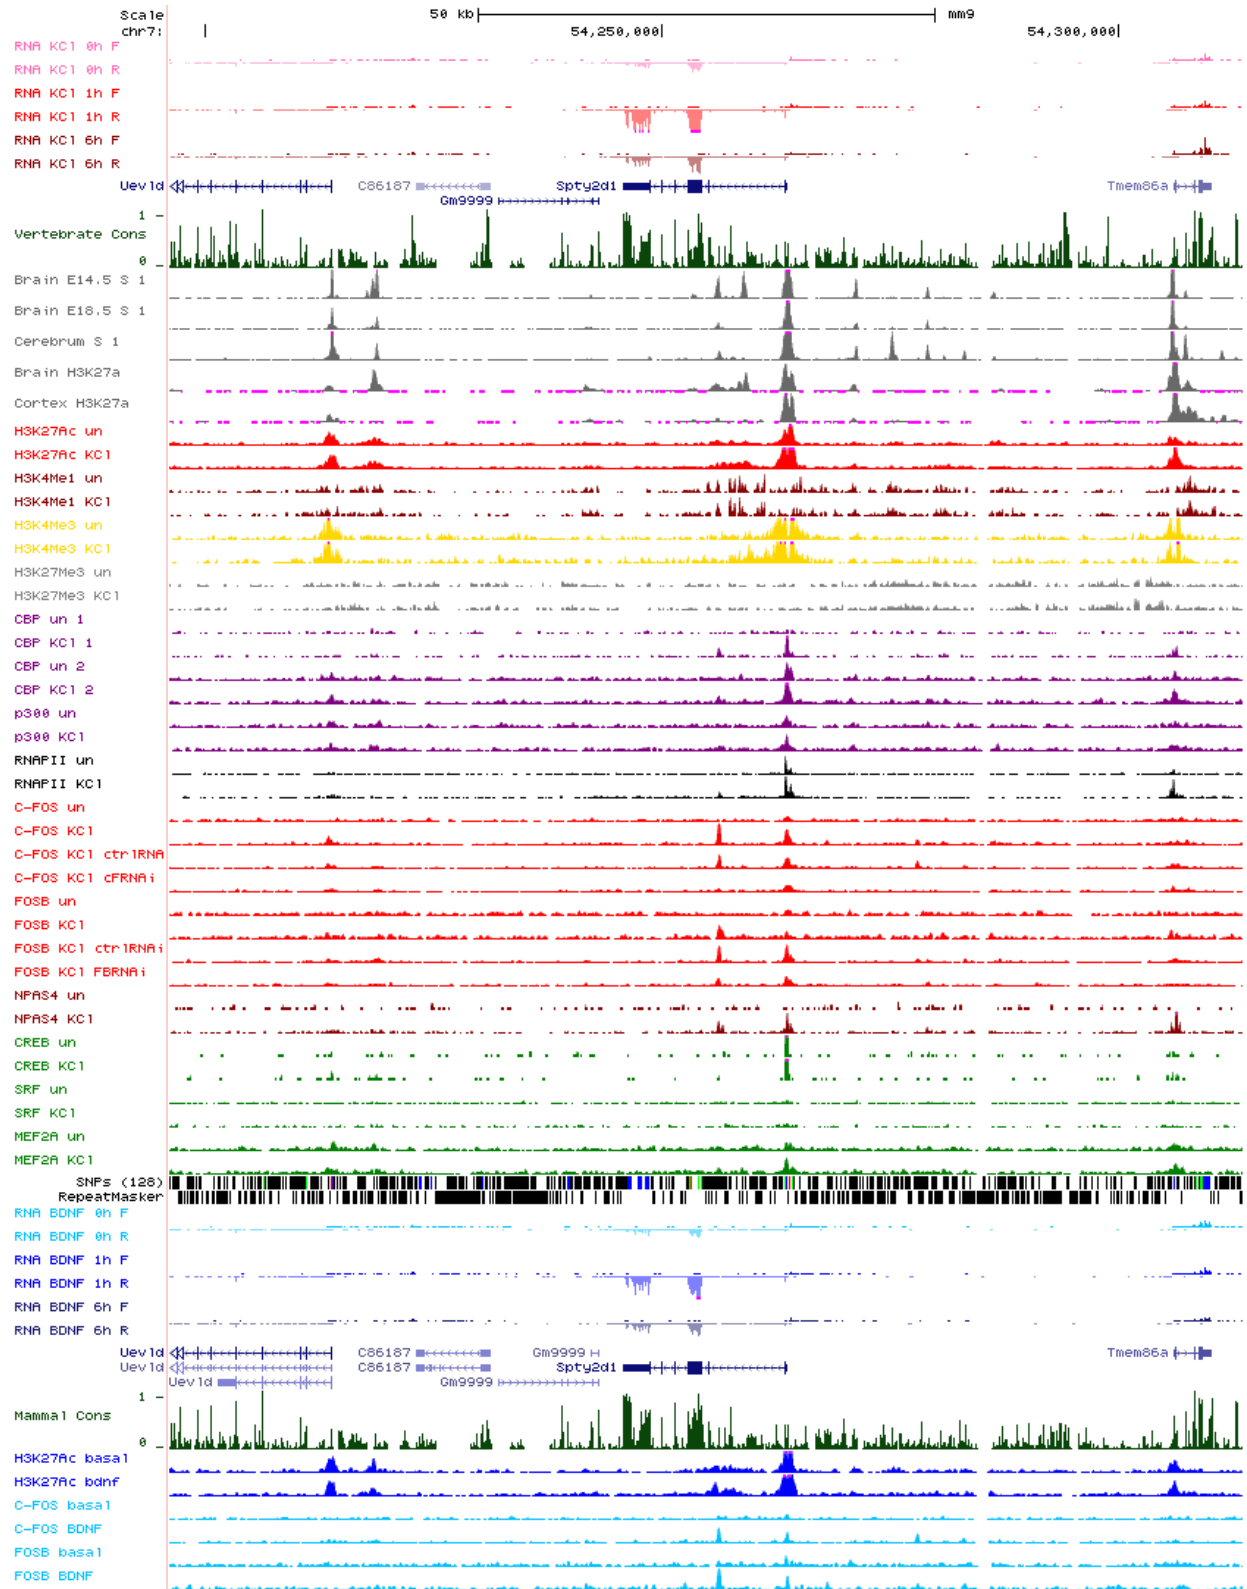 Scale 50 kb mm9
chr7: 54,250,000 54,300,000
RNA KCl 0h F
RNA KCl 0h R
RNA KCl 1h F
RNA KCl 1h R
RNA KCl 6h F
RNA KCl 6h R
Uevld C86187 Spty2d1 Tmem86a
Gm9999
1
Vertebrate Cons
0
Brain E14.5 S 1
Brain E18.5 S 1
Cerebrum S 1
Brain H3K27a
Cortex H3K27a
H3K27Ac un
H3K27Ac KCl
H3K4Me1 un
H3K4Me1 KCl
H3K4Me3 un
H3K4Me3 KCl
H3K27Me3 un
H3K27Me3 KCl
CBP un 1
CBP KCl 1
CBP un 2
CBP KCl 2
p300 un
p300 KCl
RNAPII un
RNAPII KCl
C-FOS un
C-FOS KCl
C-FOS KCl ctrlRNA
C-FOS KCl cFRNAi
FOSB un
FOSB KCl
FOSB KCl ctrlRNAi
FOSB KCl FBRNAi
NPAS4 un
NPAS4 KCl
CREB un
CREB KCl
SRF un
SRF KCl
MEF2A un
MEF2A KCl
SNPs (128)
RepeatMasker
RNA BDNF 0h F
RNA BDNF 0h R
RNA BDNF 1h F
RNA BDNF 1h R
RNA BDNF 6h F
RNA BDNF 6h R
Uevld C86187 Gm9999 Tmem86a
Uevld C86187 Spty2d1
Uevld Gm9999
1
Mammal Cons
0
H3K27Ac basal
H3K27Ac bdnf
C-FOS basal
C-FOS BDNF
FOSB basal
FOSB BDNF